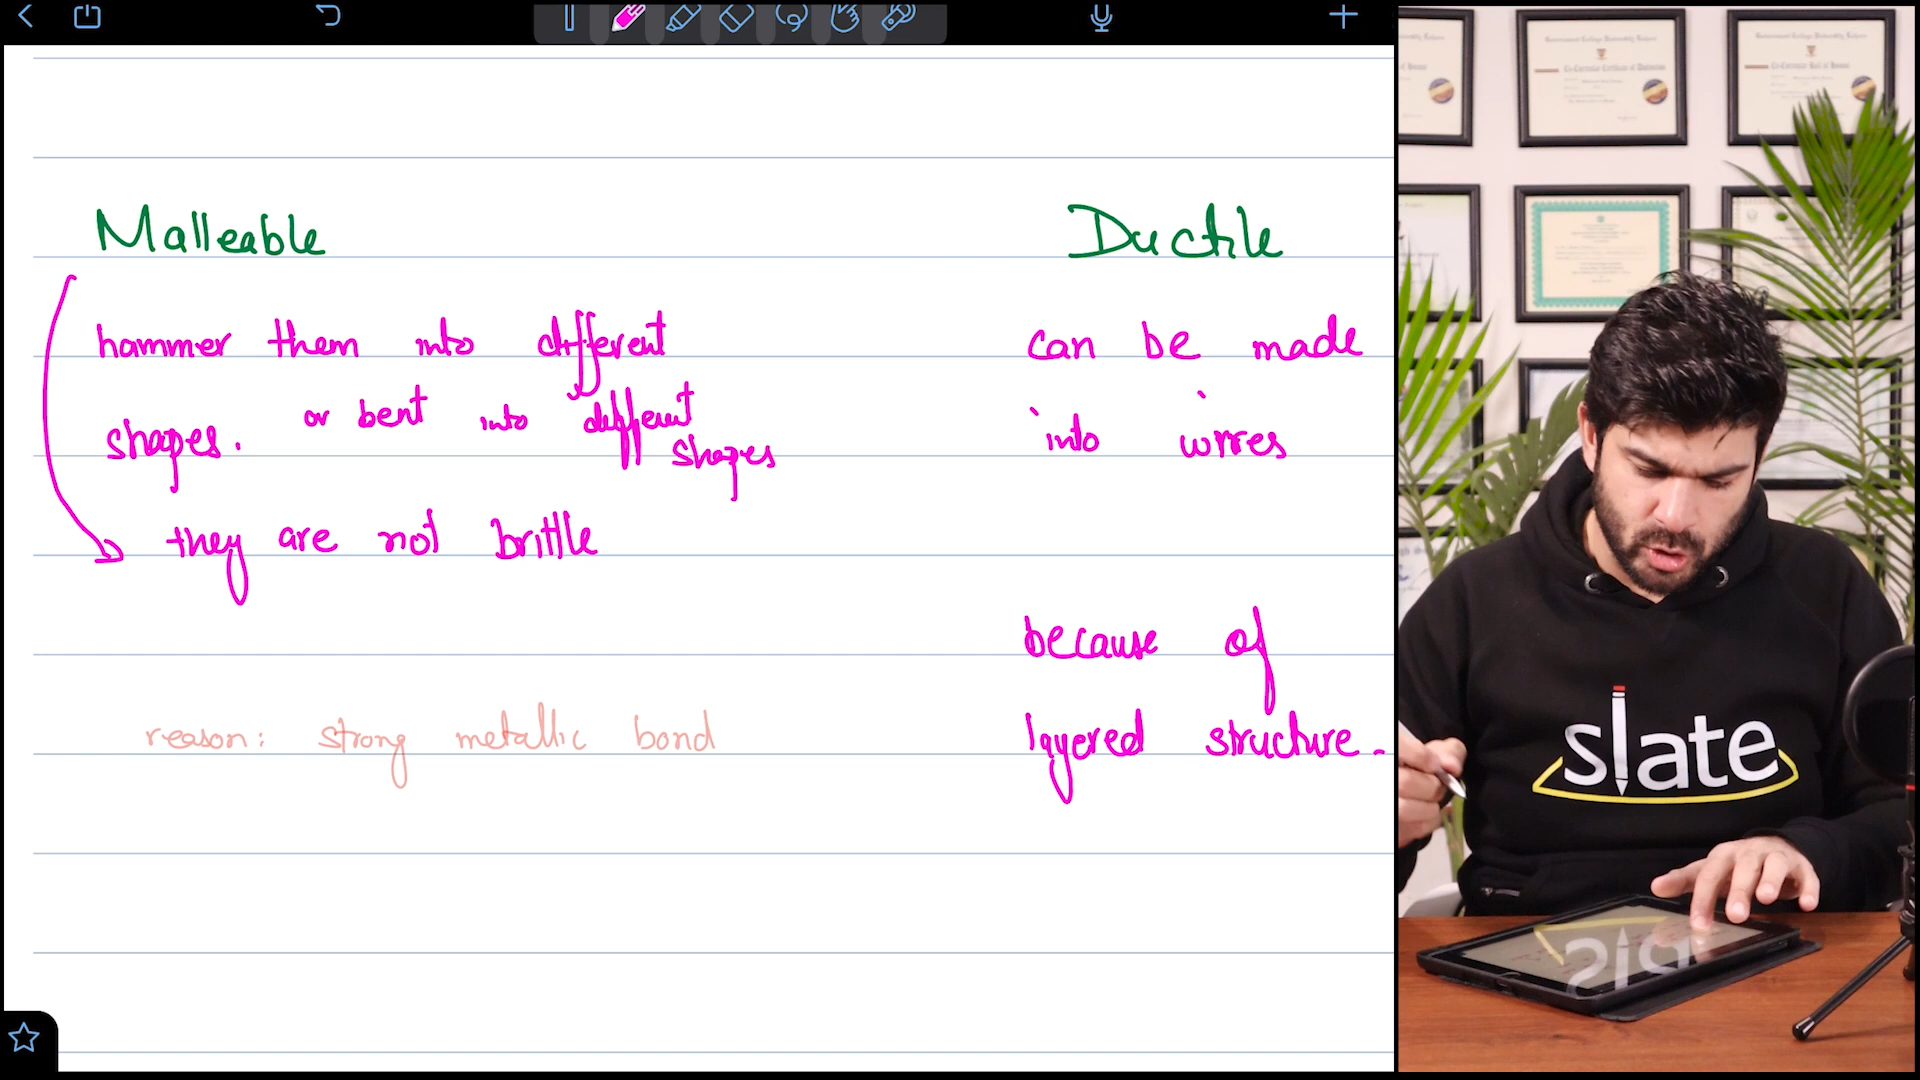 Malleable
Ductile
hammer them into different
shapes. or bent into different
shapes
they are not brittle
reason: strong metallic bond
can be made
into wires
because of
layered structure.
slate